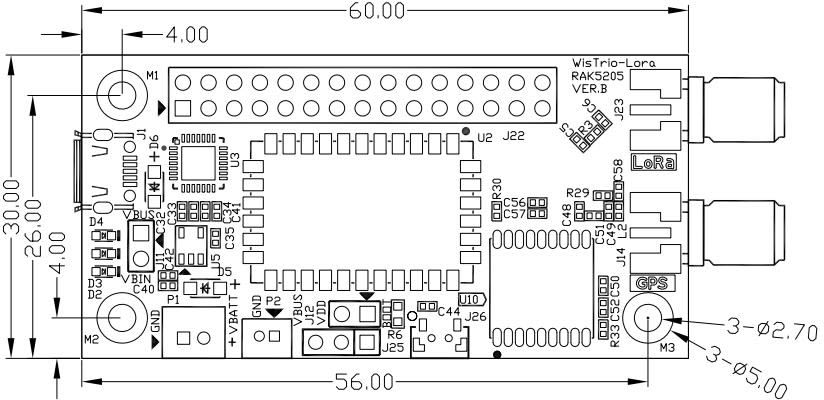 60.00
4.00
M1
WisTrio-Lora
RAK5205
VER.B
J23
C6
R3
C5
U2 J22
J1
D6
+
U3
LoRa
C58
R30
R29
C56
C57
C48
C51
C49
L2
J14
GPS
VBUS
C32
C33
C34
C41
C35
D4
J11
C42
U5
D5
+
VBIN
C40
D3
D2
30.00
26.00
4.00
P1
GND
+VBATT
GND
P2
VBUS
J12
VDD
BOOT
R6
J25
U10
C44
J26
C50
C52
R33
M2
M3
3-ø2.70
3-ø5.00
56.00